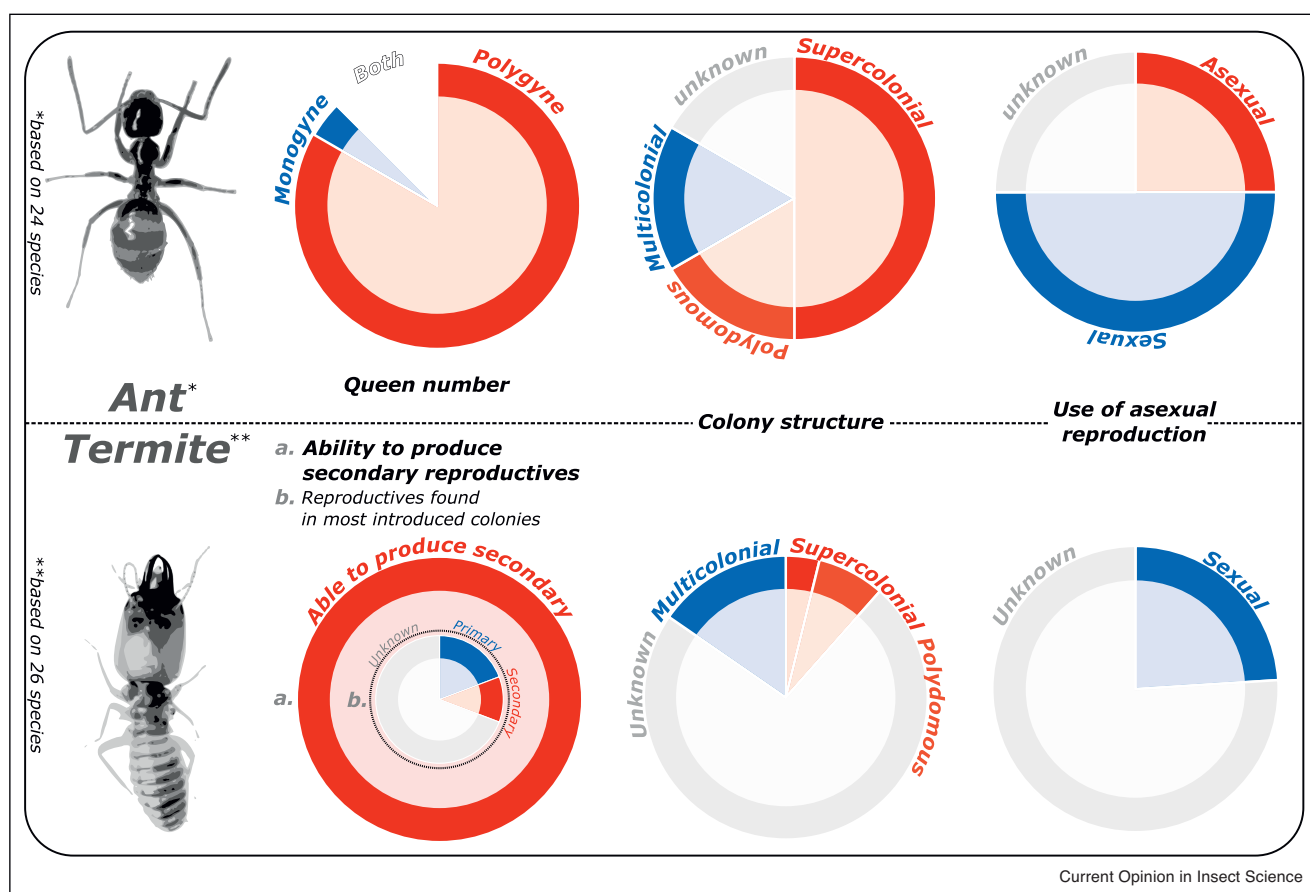 *based on 24 species
Both
Polygyne
Monogyne
Queen number
unknown
Supercolonial
Multicolonial
Polydomous
Colony structure
unknown
Asexual
Sexual
Use of asexual
reproduction
Ant*
Termite**
a. Ability to produce
secondary reproductives
b. Reproductives found
in most introduced colonies
**based on 26 species
Able to produce secondary
a.
b.
Unknown
Primary
Secondary
Multicolonial
Supercolonial
Polydomous
Unknown
Unknown
Sexual
Current Opinion in Insect Science